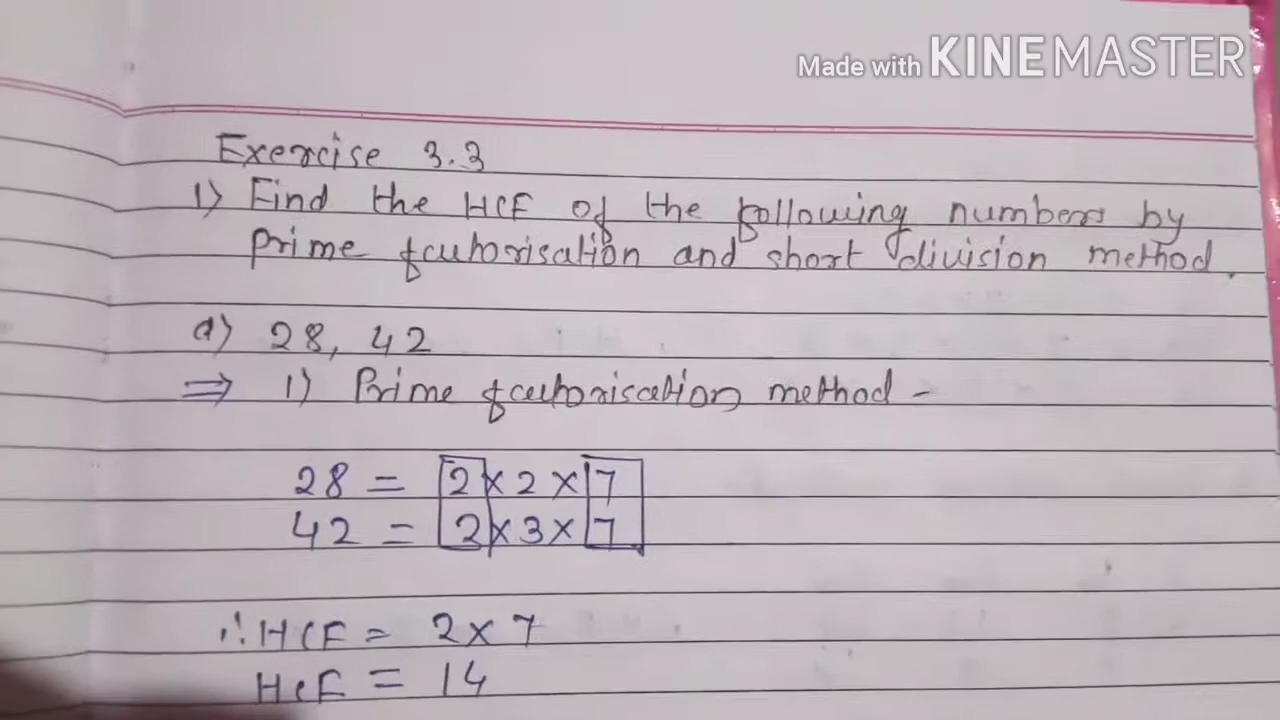 Made with KINEMASTER
Exercise 3.3
1) Find the HCF of the following numbers by
prime factorisation and short division method.
a) 28, 42
⇒ 1) Prime factorisation method -
28 = 2 × 2 × 7
42 = 2 × 3 × 7
∴ HCF = 2 × 7
HCF = 14